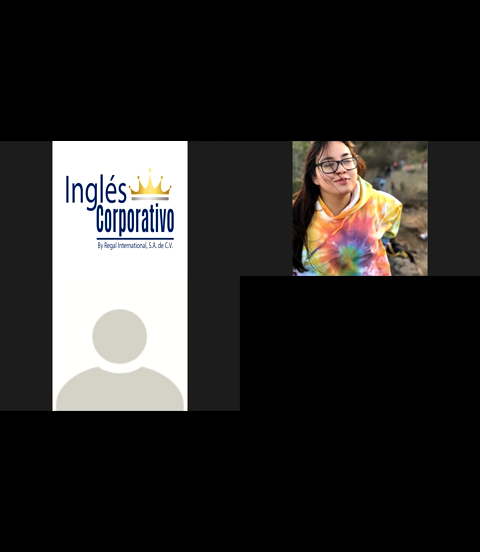 Inglés
Corporativo
By Regal International, S.A. de C.V.